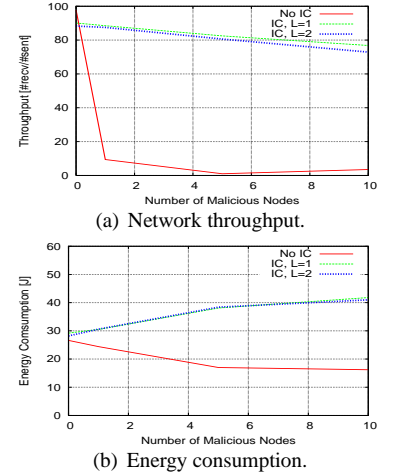 100
80
60
40
20
0
Throughput [#recv/#sent]
No IC
IC, L=1
IC, L=2
0 2 4 6 8 10
Number of Malicious Nodes
(a) Network throughput.
60
50
40
30
20
10
0
Energy Consumption [J]
No IC
IC, L=1
IC, L=2
0 2 4 6 8 10
Number of Malicious Nodes
(b) Energy consumption.